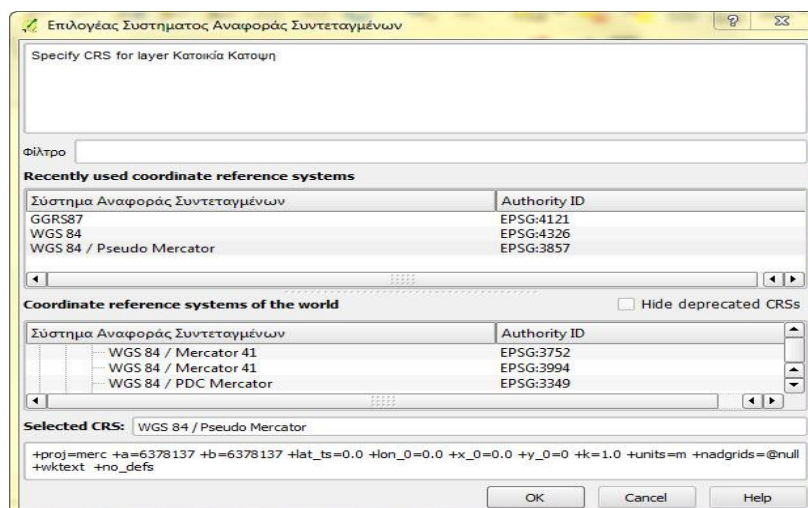 Επιλογέας Συστηματος Αναφοράς Συντεταγμένων
Specify CRS for layer Κατοικία Κατοψη
Φίλτρο
Recently used coordinate reference systems
Σύστημα Αναφοράς Συντεταγμένων Authority ID
GGRS87 EPSG:4121
WGS 84 EPSG:4326
WGS 84 / Pseudo Mercator EPSG:3857
Coordinate reference systems of the world Hide deprecated CRSs
Σύστημα Αναφοράς Συντεταγμένων Authority ID
WGS 84 / Mercator 41 EPSG:3752
WGS 84 / Mercator 41 EPSG:3994
WGS 84 / PDC Mercator EPSG:3349
Selected CRS: WGS 84 / Pseudo Mercator
+proj=merc +a=6378137 +b=6378137 +lat_ts=0.0 +lon_0=0.0 +x_0=0.0 +y_0=0 +k=1.0 +units=m +nadgrids=@null
+wktext +no_defs
OK Cancel Help